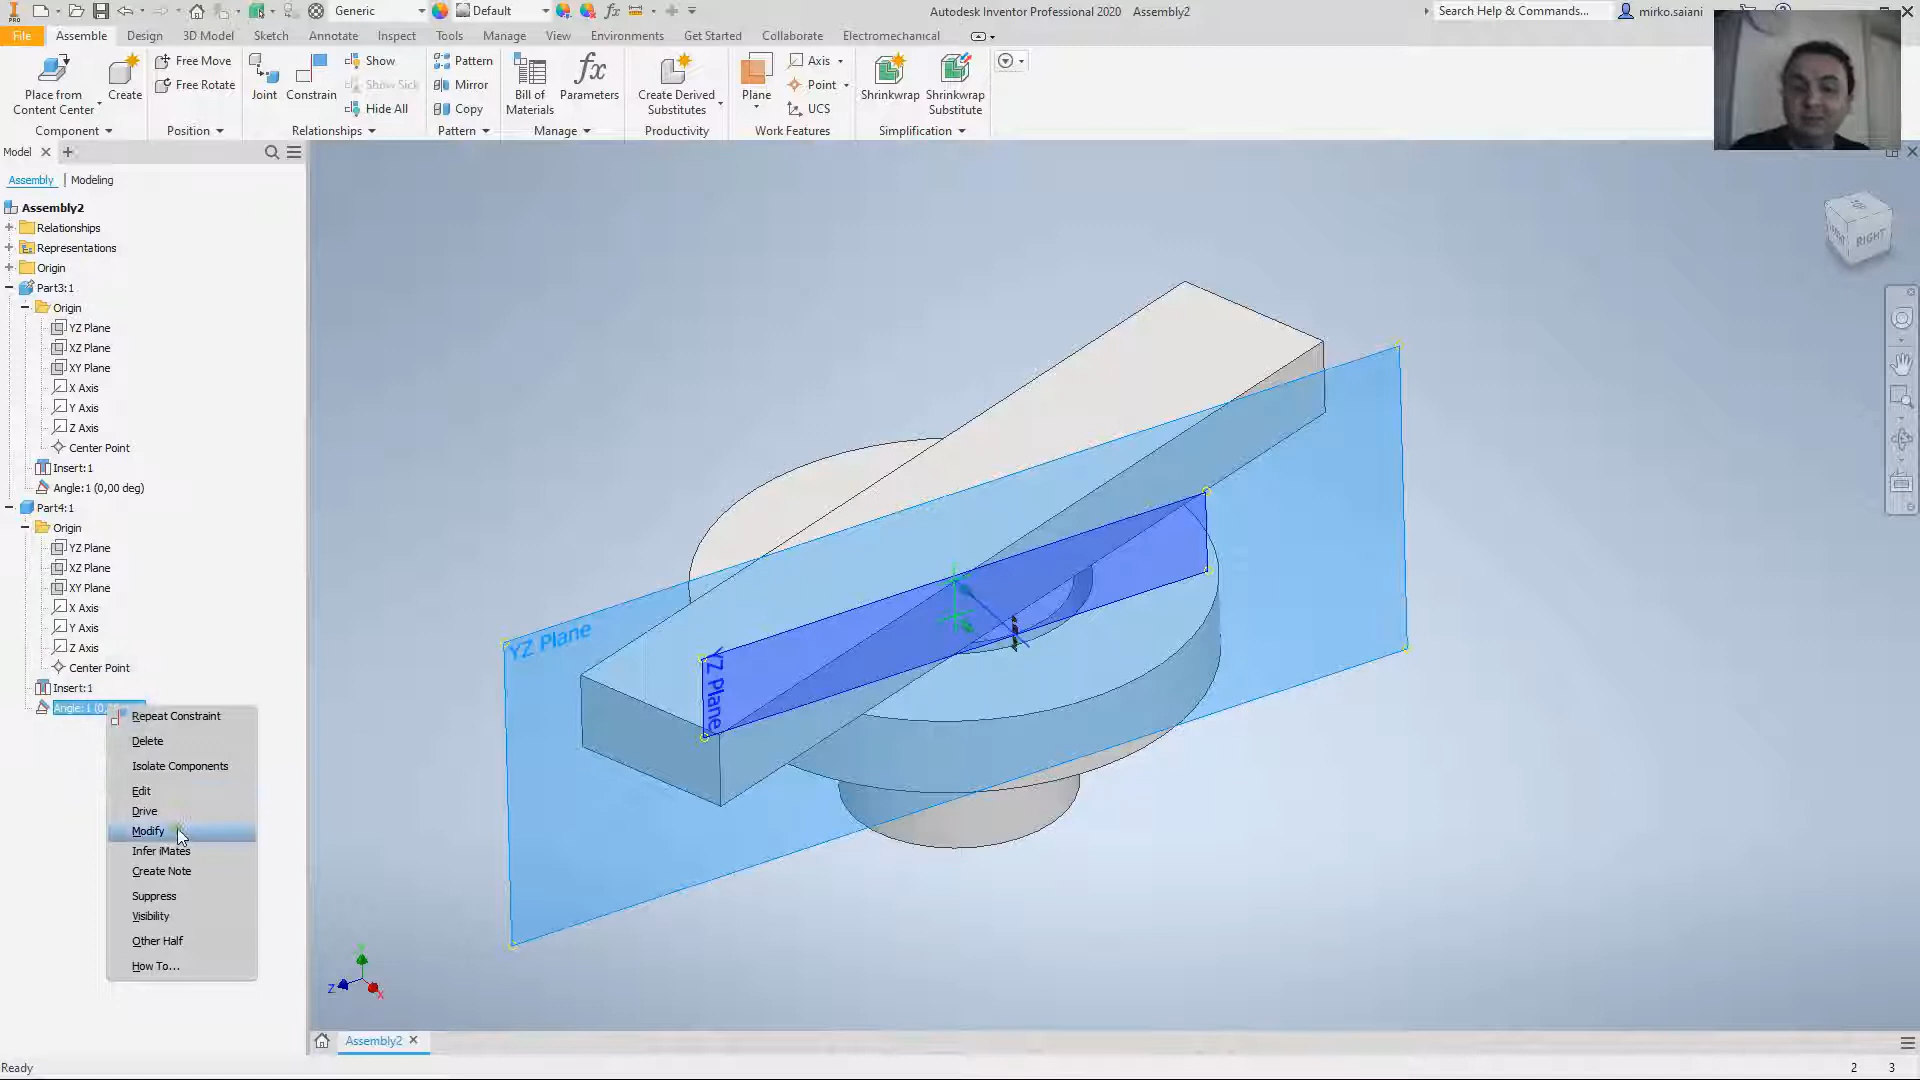 PRO
Generic
Default
fx
Autodesk Inventor Professional 2020 Assembly2
Search Help & Commands...
mirko.saiani
File
Assemble
Design
3D Model
Sketch
Annotate
Inspect
Tools
Manage
View
Environments
Get Started
Collaborate
Electromechanical
Place from
Content Center
Create
Free Move
Free Rotate
Joint
Constrain
Show
Show Sick
Hide All
Pattern
Mirror
Copy
Bill of
Materials
fx
Parameters
Create Derived
Substitutes
Plane
Axis
Point
UCS
Shrinkwrap
Shrinkwrap
Substitute
Component
Position
Relationships
Pattern
Manage
Productivity
Work Features
Simplification
Model
Assembly
Modeling
Assembly2
Relationships
Representations
Origin
Part3:1
Origin
YZ Plane
XZ Plane
XY Plane
X Axis
Y Axis
Z Axis
Center Point
Insert:1
Angle:1 (0,00 deg)
Part4:1
Origin
YZ Plane
XZ Plane
XY Plane
X Axis
Y Axis
Z Axis
Center Point
Insert:1
Angle:1 (0,
Repeat Constraint
Delete
Isolate Components
Edit
Drive
Modify
Infer iMates
Create Note
Suppress
Visibility
Other Half
How To...
YZ Plane
YZ Plane
RIGHT
Z
X
Assembly2
Ready
2 3